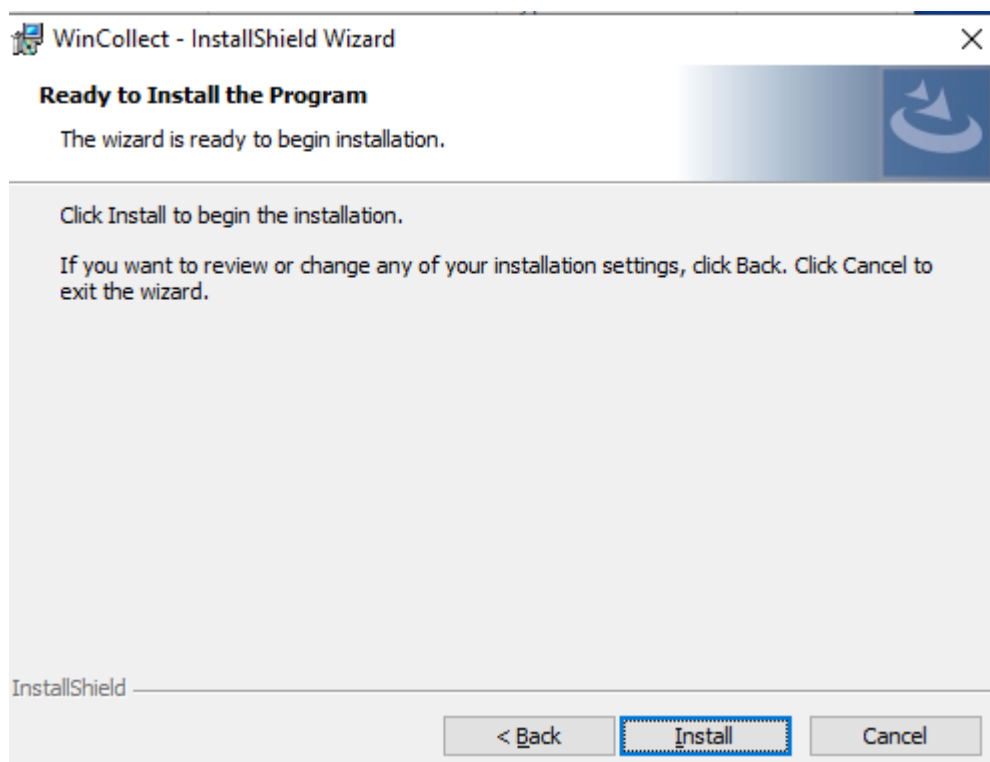 WinCollect - InstallShield Wizard
Ready to Install the Program
The wizard is ready to begin installation.
Click Install to begin the installation.
If you want to review or change any of your installation settings, click Back. Click Cancel to
exit the wizard.
InstallShield
< Back Install Cancel